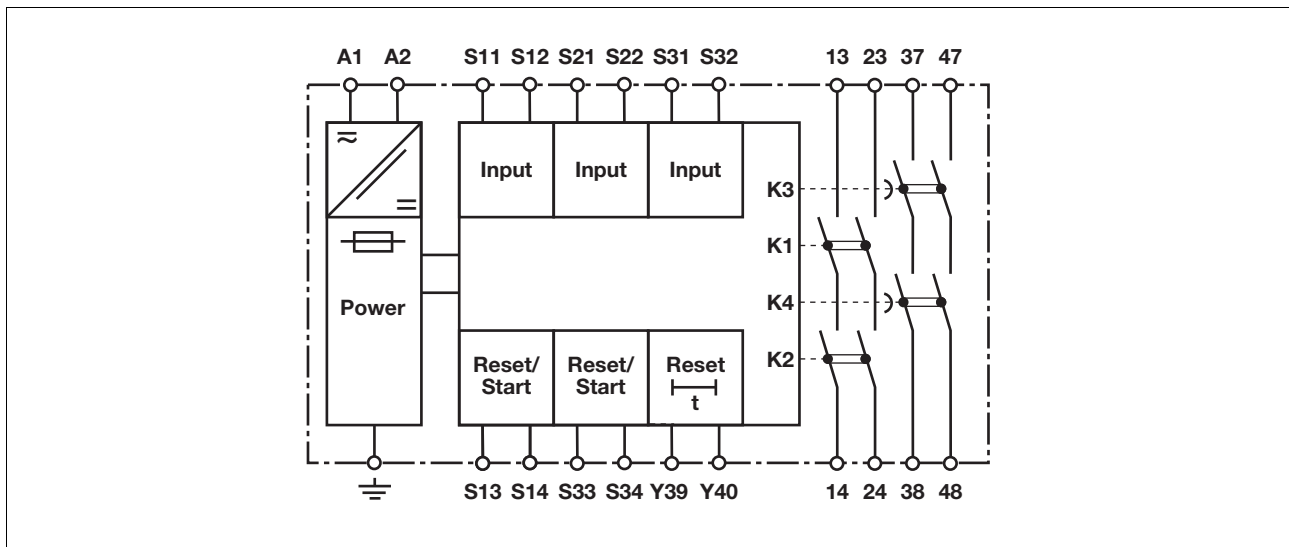 A1 A2 S11 S12 S21 S22 S31 S32 13 23 37 47
Input Input Input
K3
K1
K4
Power
K2
Reset/ Reset/ Reset
Start Start t
S13 S14 S33 S34 Y39 Y40 14 24 38 48